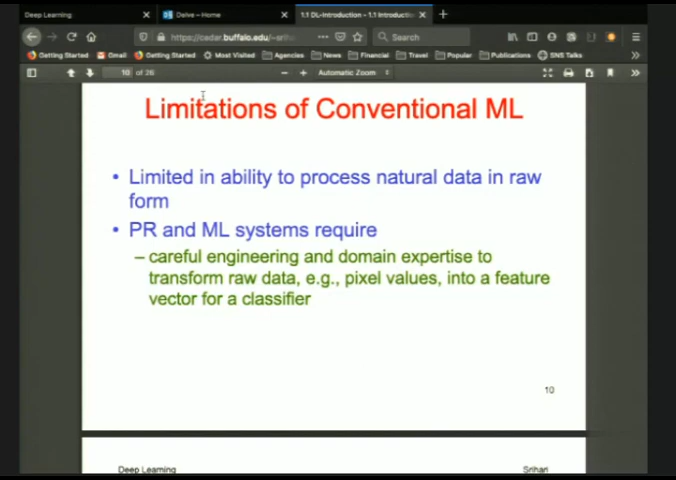 Deep Learning
Delve – Home
1.1 DL-Introduction – 1.1 Introductio
https://cedar.buffalo.edu/~srih
Search
Getting Started
Gmail
Getting Started
Most Visited
Agencies
News
Financial
Travel
Popular
Publications
SNS Talks
10 of 26
Automatic Zoom
Limitations of Conventional ML
• Limited in ability to process natural data in raw
form
• PR and ML systems require
– careful engineering and domain expertise to
transform raw data, e.g., pixel values, into a feature
vector for a classifier
10
Deep Learning
Srihari